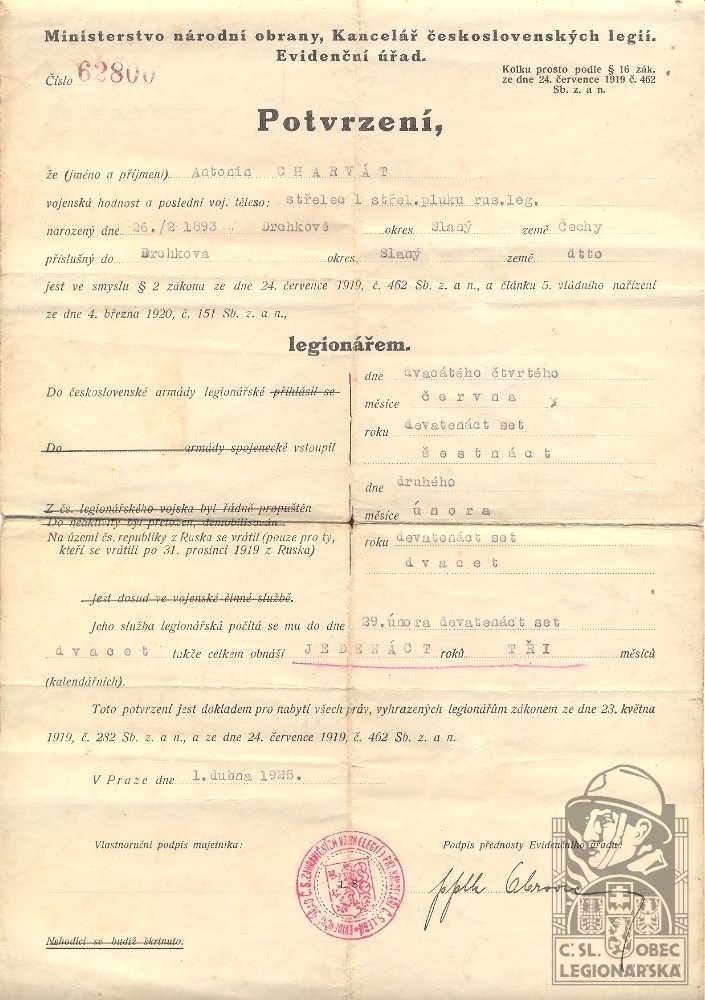 Ministerstvo národní obrany, Kancelář československých legií.
Evidenční úřad.
Číslo 62800
Kolku prosto podle § 16 zák.
ze dne 24. července 1919 č. 462
Sb. z. a n.
Potvrzení,
že (jméno a příjmení) Antonín CHARVÁT
vojenská hodnost a poslední voj. těleso: střelec 1 střel.pluku rus.leg.
narozený dne 26./2 1893 v Drchkově okres Slaný země Čechy
příslušný do Drchkova okres Slaný země dtto
jest ve smyslu § 2 zákona ze dne 24. července 1919, č. 462 Sb. z. a n., a článku 5. vládního nařízení
ze dne 4. března 1920, č. 151 Sb. z. a n.,
legionářem.
Do československé armády legionářské přihlásil se
Do armády spojenecké vstoupil
dne dvacátého čtvrtého
měsíce června
roku devatenáct set
šestnáct
Z čs. legionářského vojska byl řádně propuštěn
Do neaktivity byl přeložen, demobilisován
Na území čs. republiky z Ruska se vrátil (pouze pro ty,
kteří se vrátili po 31. prosinci 1919 z Ruska)
dne druhého
měsíce února
roku devatenáct set
dvacet
Jest dosud ve vojenské činné službě.
Jeho služba legionářská počítá se mu do dne 29.února devatenáct set
dvacet takže celkem obnáší JEDENÁCT roků TŘI měsíců
(kalendářních).
Toto potvrzení jest dokladem pro nabytí všech práv, vyhrazených legionářům zákonem ze dne 23. května
1919, č. 282 Sb. z. a n., a ze dne 24. července 1919, č. 462 Sb. z. a n.
V Praze dne 1.dubna 1925.
Vlastnoruční podpis majetníka:
Podpis přednosty Evidenčního úřadu:
L. S.
Nehodící se budiž škrtnuto.
Č. SL. OBEC
LEGIONÁŘSKÁ